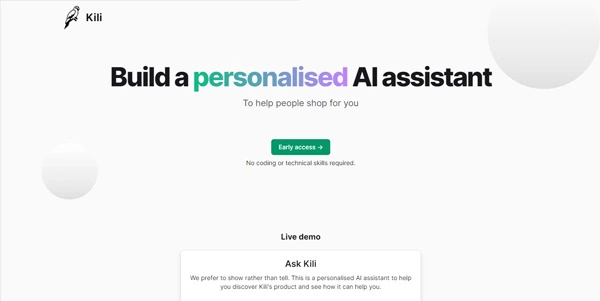 Kili
Build a personalised AI assistant
To help people shop for you
Early access →
No coding or technical skills required.
Live demo
Ask Kili
We prefer to show rather than tell. This is a personalised AI assistant to help
you discover Kili's product and see how it can help you.